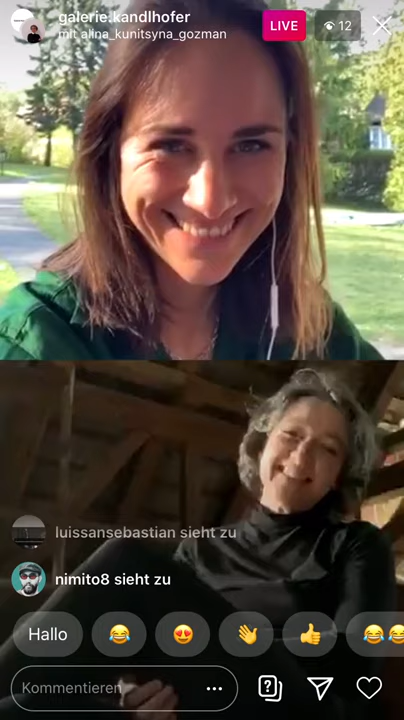 galerie.kandlhofer
mit alina_kunitsyna_gozman
LIVE
12
luissansebastian sieht zu
nimito8 sieht zu
Hallo
Kommentieren